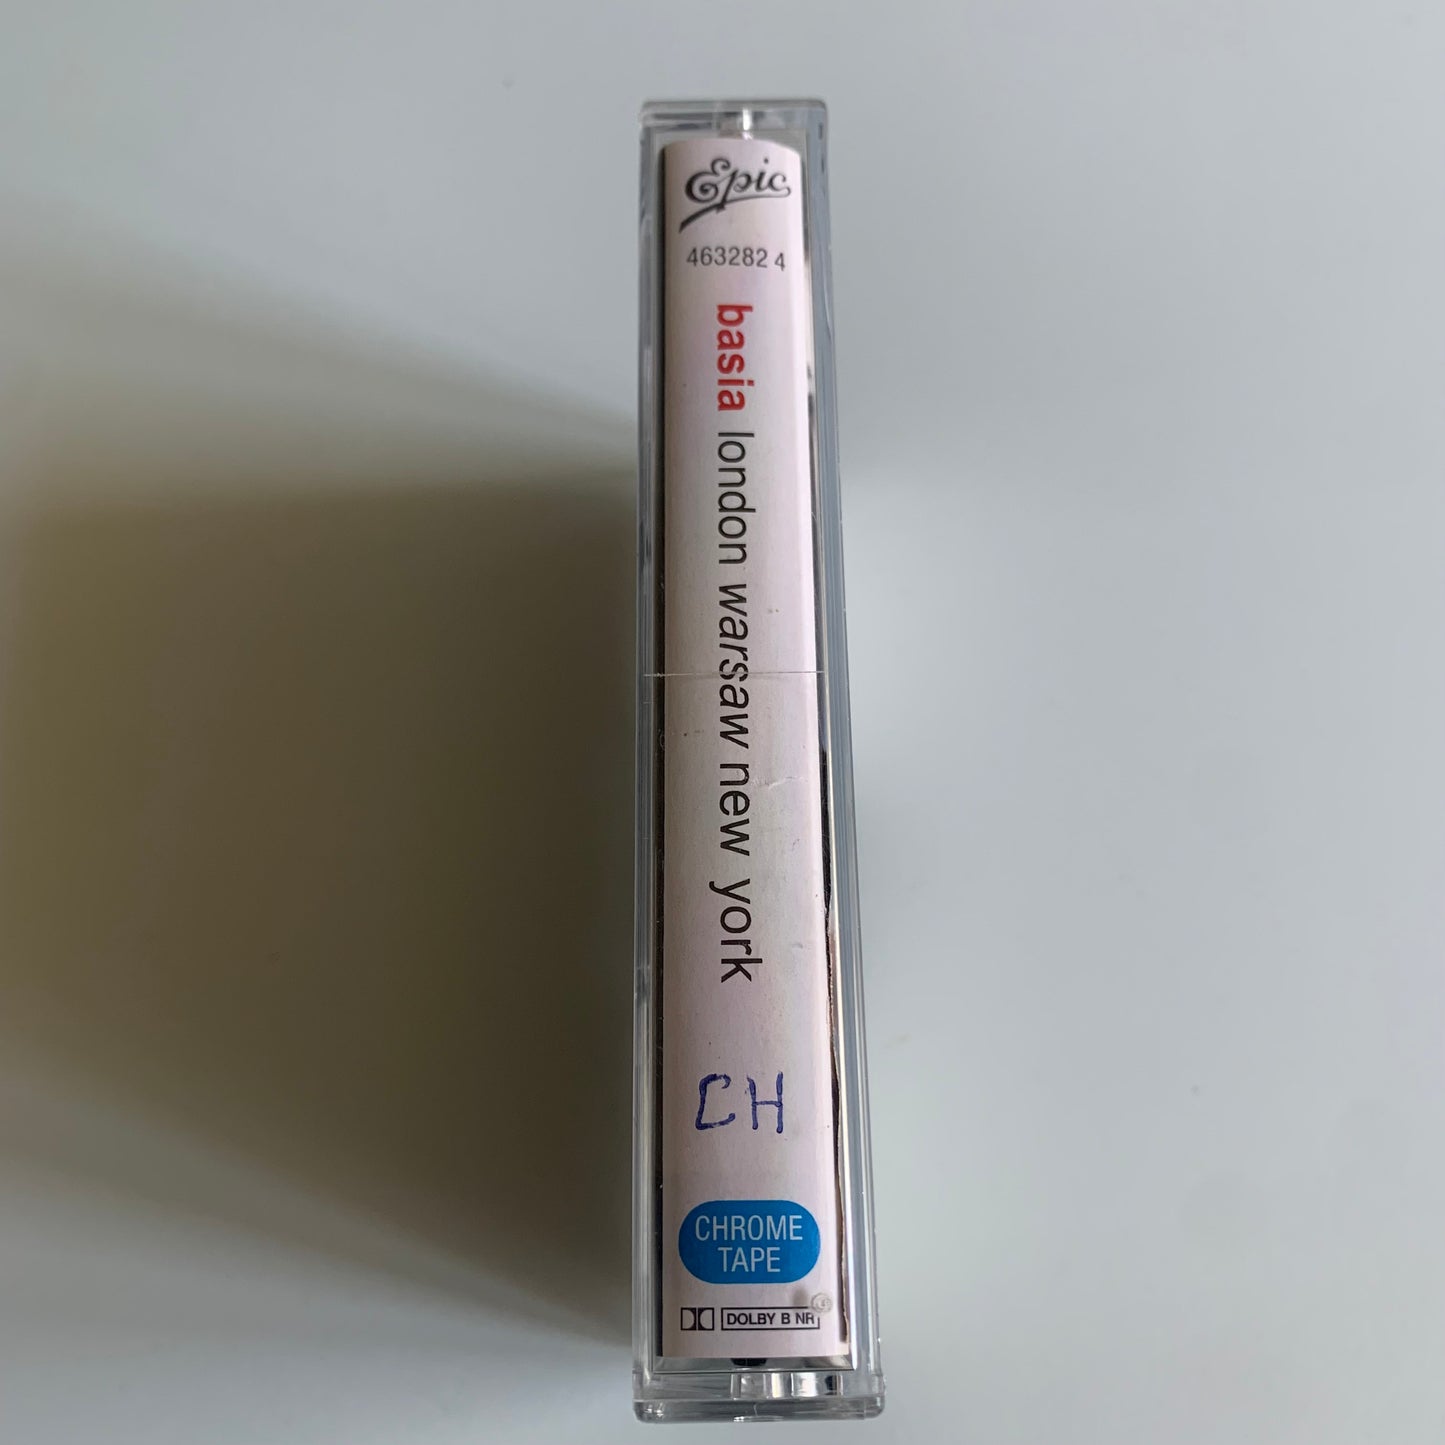 Epic
463282 4
basia london warsaw new york
CH
CHROME
TAPE
DOLBY B NR